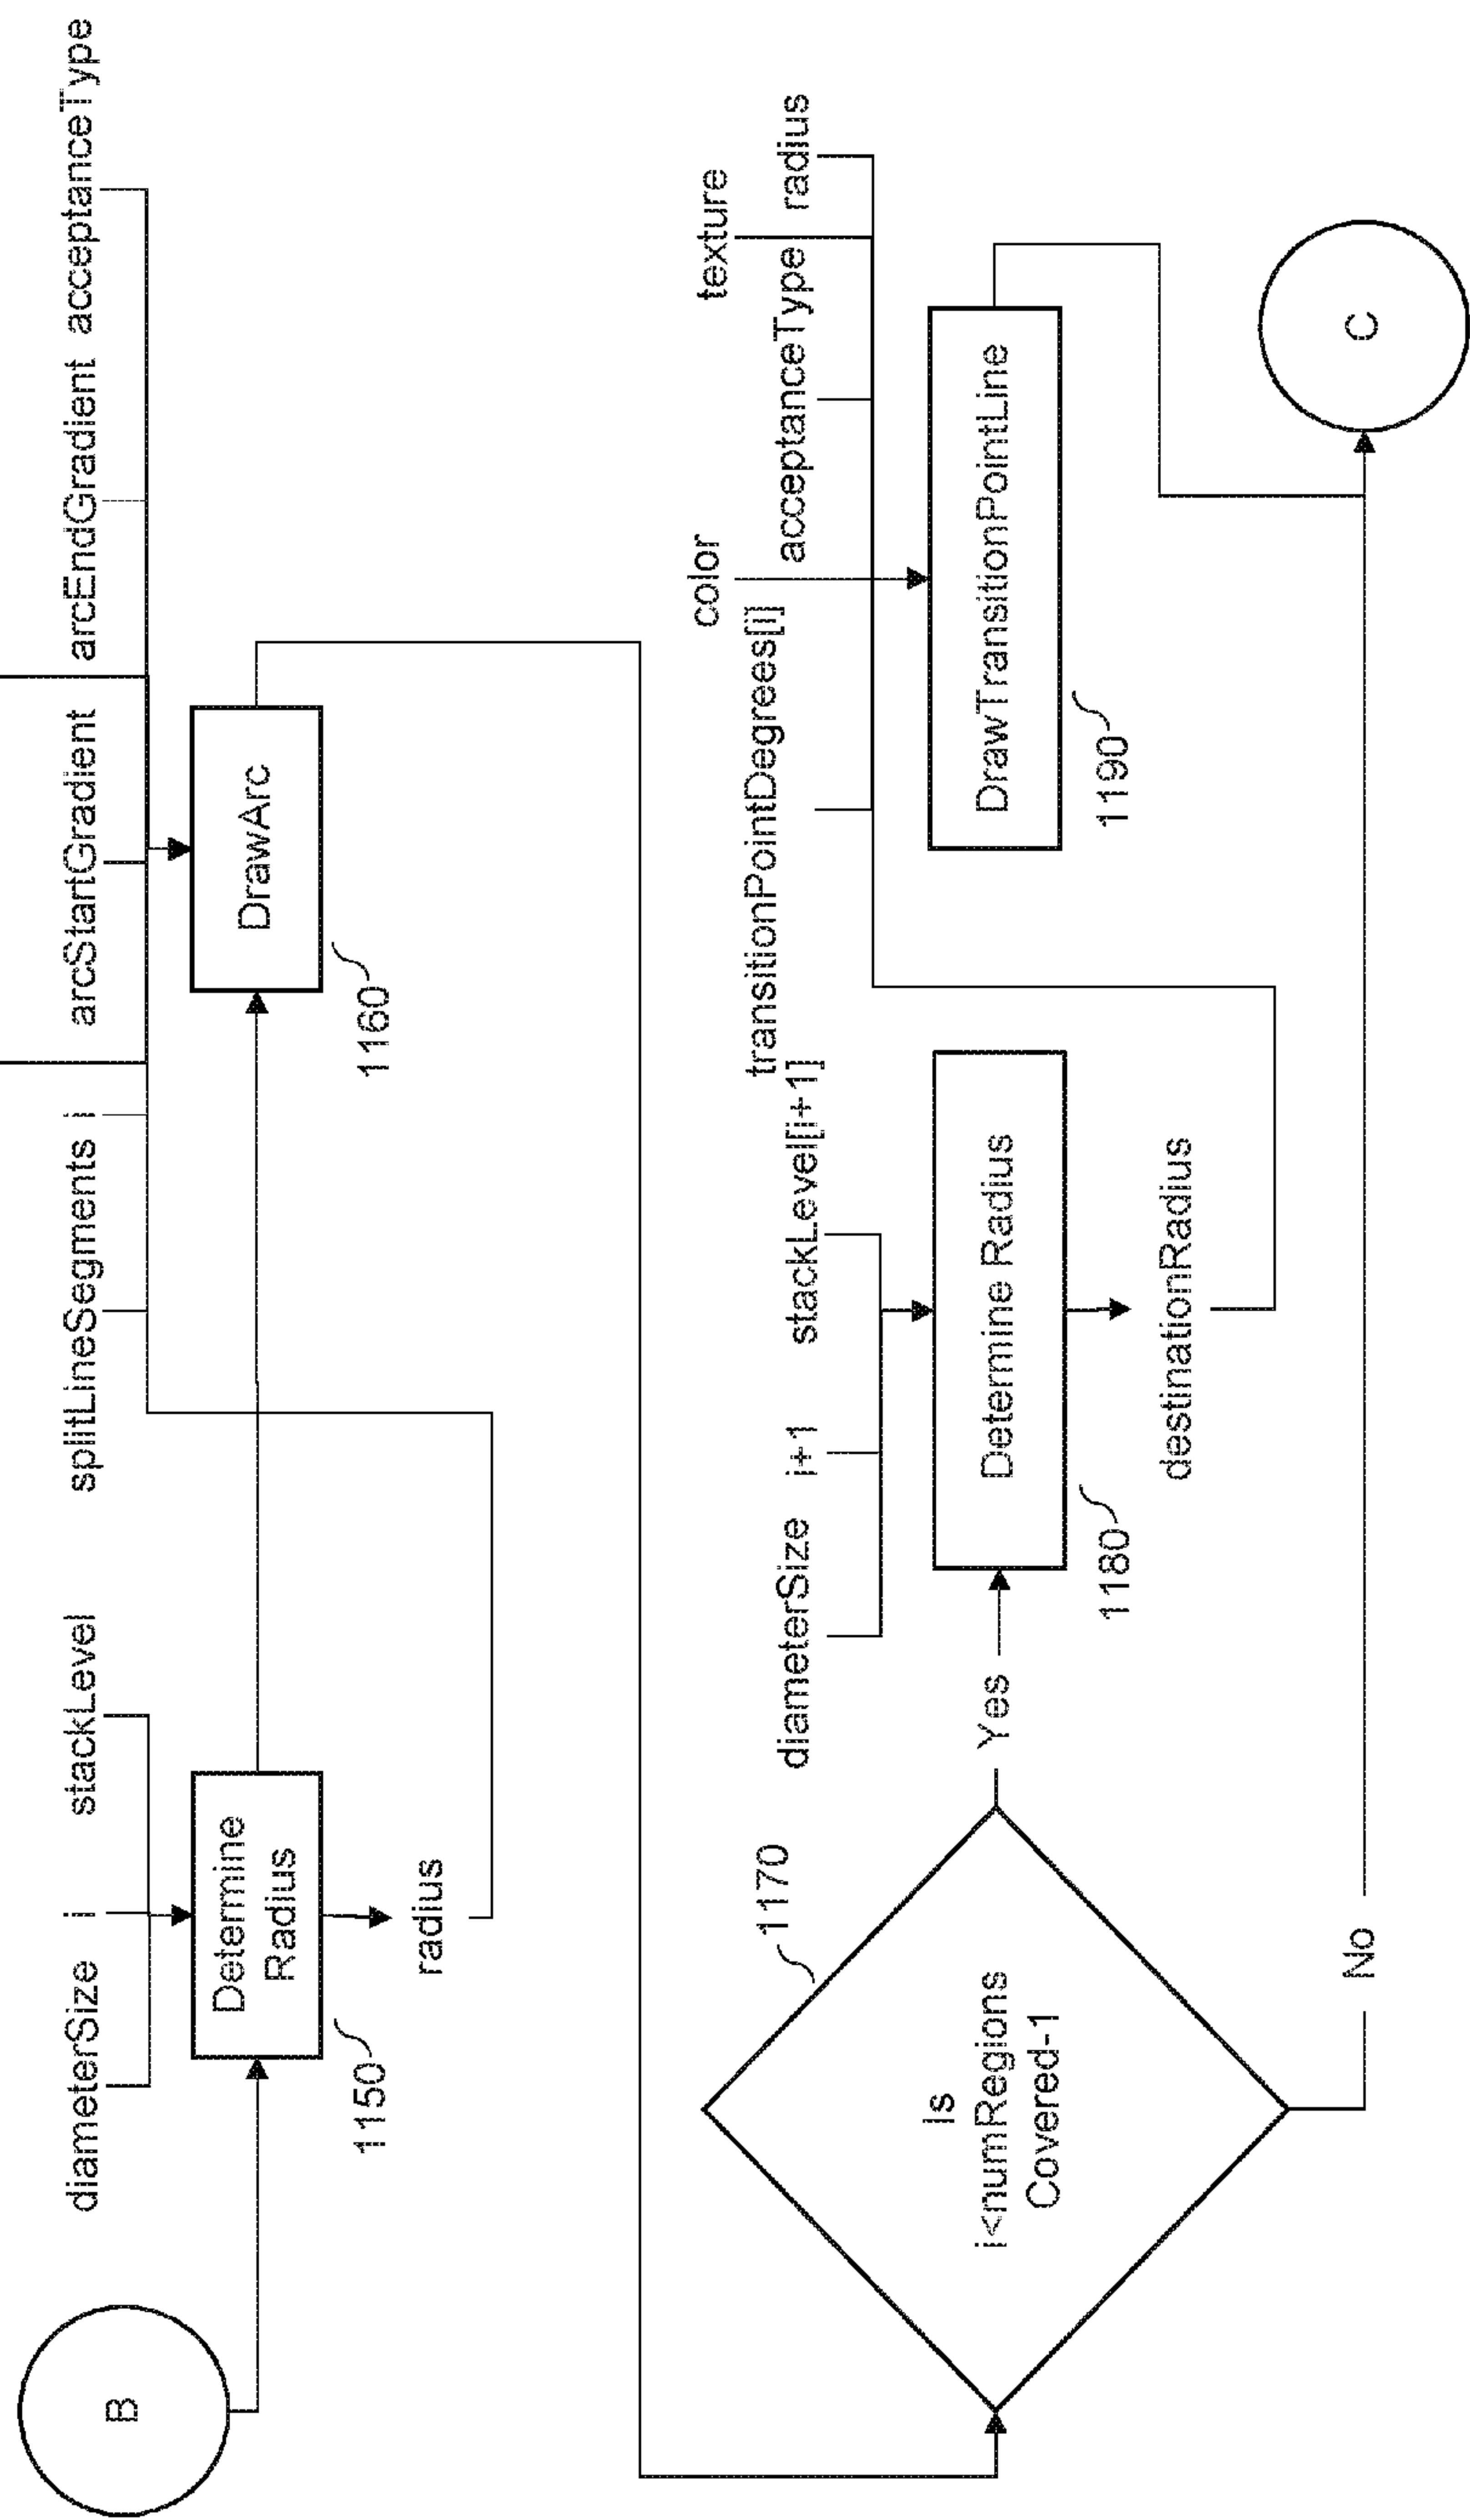 B
diameterSize i stackLevel
Determine
Radius
1150
radius
splitLineSegments i
arcStartGradient
arcEndGradient acceptanceType
DrawArc
1160
Is
i<numRegions
Covered-1
1170
Yes
No
diameterSize i+1 stackLevel[i+1]
Determine Radius
1180
destinationRadius
transitionPointDegrees[i]
color
acceptanceType
texture
radius
DrawTransitionPointLine
1190
C